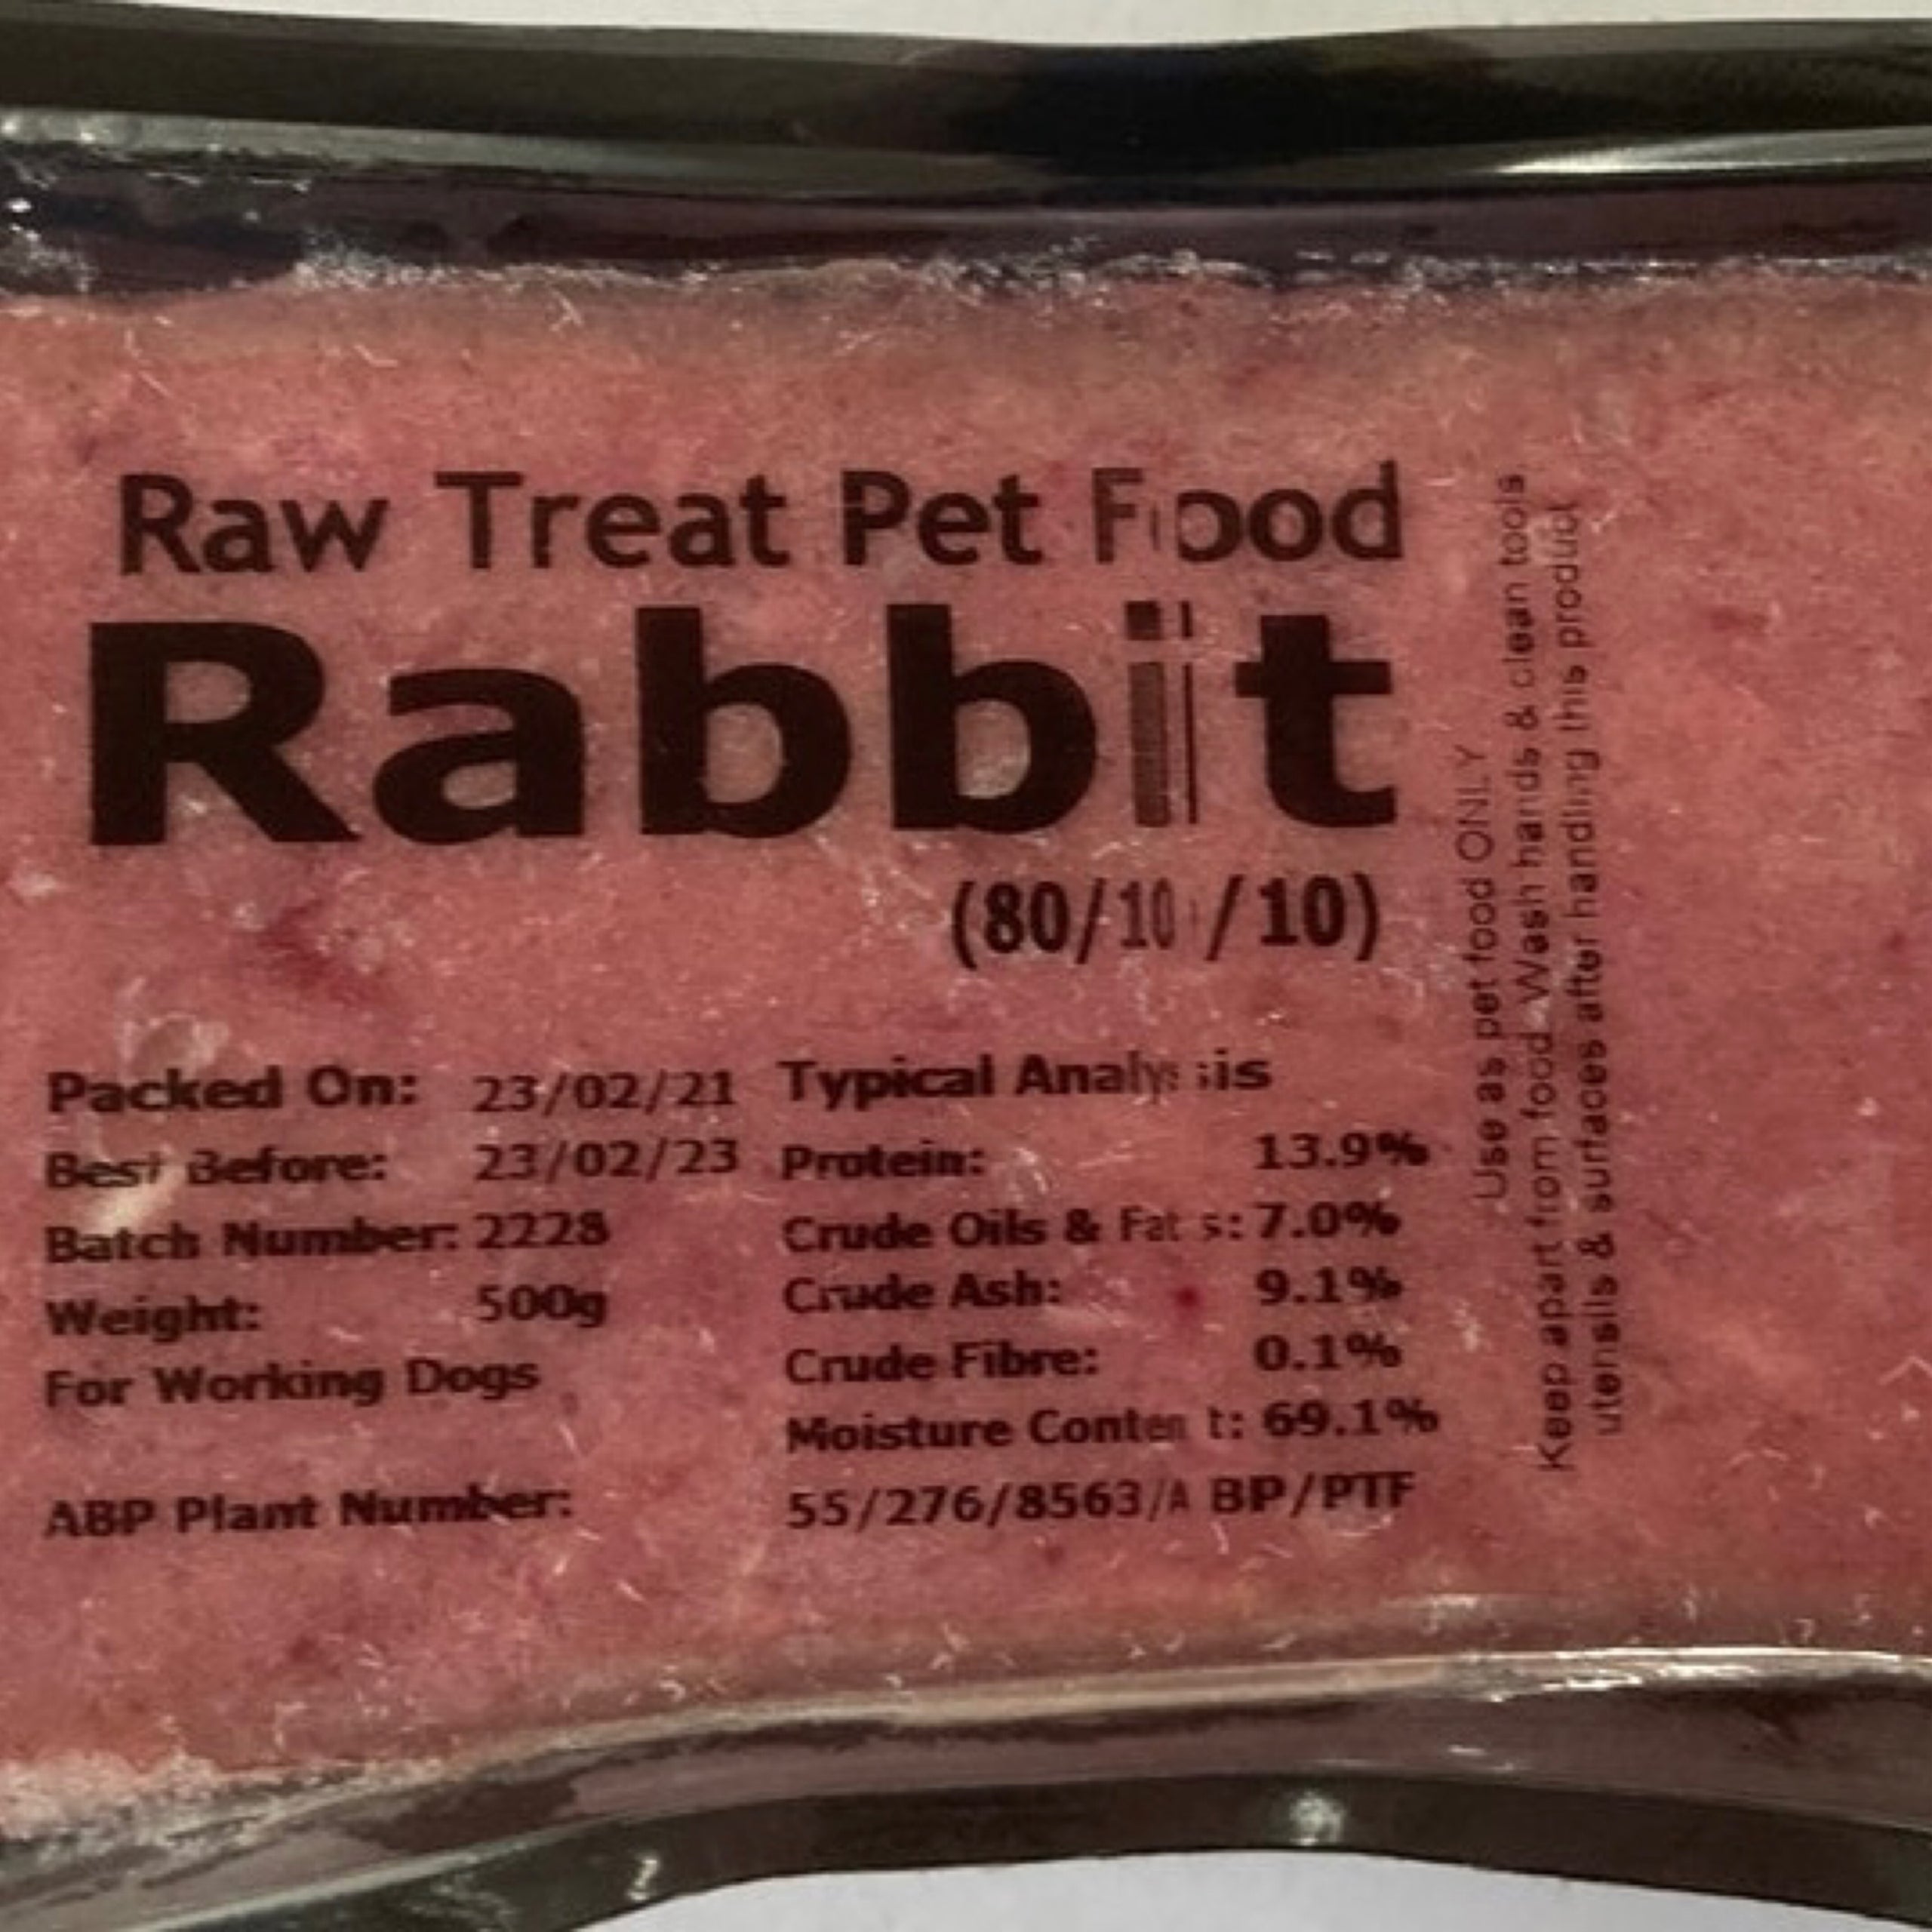 Raw Treat Pet Food
Rabbit
(80/10/10)
Packed On: 23/02/21
Best Before: 23/02/23
Batch Number: 2228
Weight: 500g
For Working Dogs
ABP Plant Number: 55/276/8563/ABP/PTF
Typical Analysis
Protein: 13.9%
Crude Oils & Fats: 7.0%
Crude Ash: 9.1%
Crude Fibre: 0.1%
Moisture Content: 69.1%
Use as pet food ONLY
Keep apart from food. Wash hands & clean tools
utensils & surfaces after handling this product